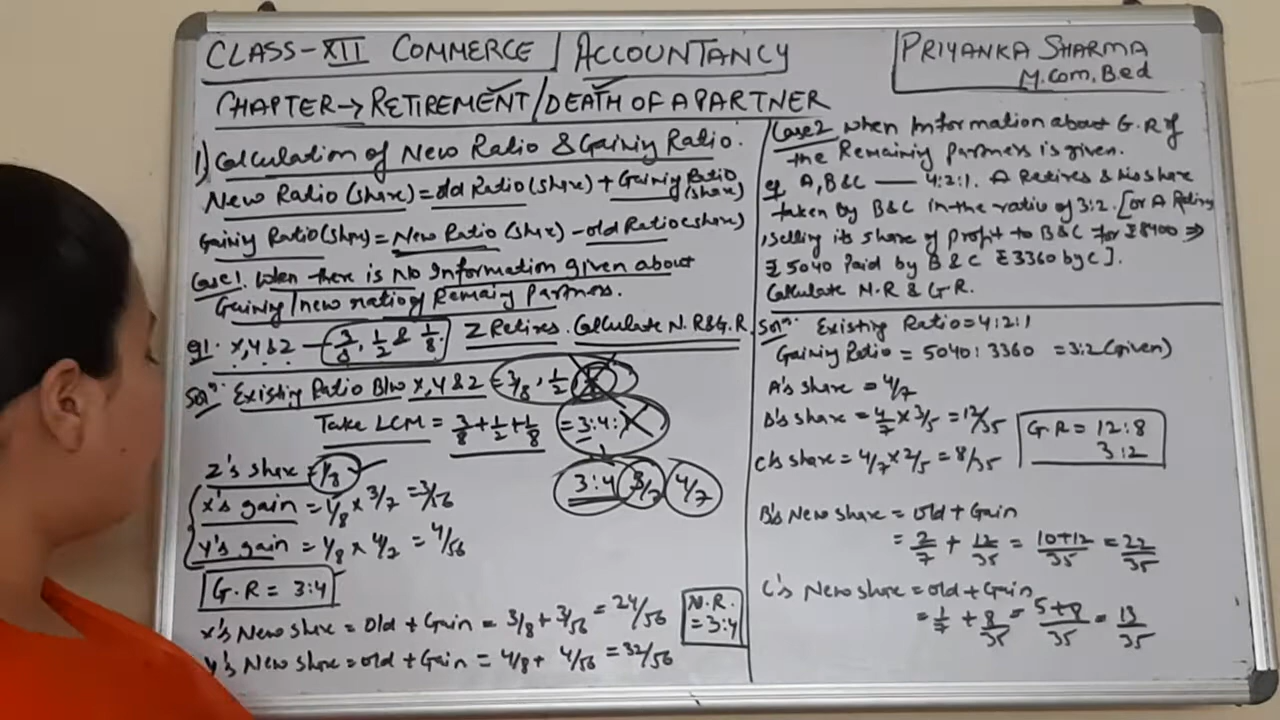 CLASS-XII COMMERCE / ACCOUNTANCY
PRIYANKA SHARMA
M.Com, B.ed
CHAPTER → RETIREMENT / DEATH OF A PARTNER
1) Calculation of New Ratio & Gaining Ratio.
New Ratio (Share) = old Ratio (share) + Gaining Ratio (share)
Gaining Ratio (Share) = New Ratio (share) - old Ratio (share)
Case 1. When there is No Information given about
Gaining / new ratio of Remaing Partners.
eg1. X, Y & Z — 3/8, 1/2 & 1/8. Z Retires. Calculate N.R & G.R.
Soln: Existing Ratio B/w X, Y & Z = 3/8, 1/2
Take LCM = 3/8 + 1/2 + 1/8 = 3:4:
3:4 3/7 4/7
Z's share = 1/8
X's gain = 1/8 × 3/7 = 3/56
Y's gain = 1/8 × 4/7 = 4/56
G.R = 3:4
X's New share = Old + Gain = 3/8 + 3/56 = 24/56
Y's New share = old + Gain = 4/8 + 4/56 = 32/56
N.R. = 3:4
Case 2 When Information about G.R of
the Remaining Partners is given.
eg A, B & C — 4:2:1. A Retires & his share
taken by B & C in the ratio of 3:2. [or A Retires
, selling its share of profit to B & C for ₹8400 ⇒
₹ 5040 Paid by B & C ₹3360 by C].
Calculate N.R & G.R.
Soln: Existing Ratio = 4:2:1
Gaining Ratio = 5040 : 3360 = 3:2 (given)
A's share = 4/7
B's share = 4/7 × 3/5 = 12/35
C's share = 4/7 × 2/5 = 8/35
G.R = 12:8
3:2
B's New share = old + Gain
= 2/7 + 12/35 = 10+12/35 = 22/35
C's New share = old + Gain
= 1/7 + 8/35 = 5+8/35 = 13/35